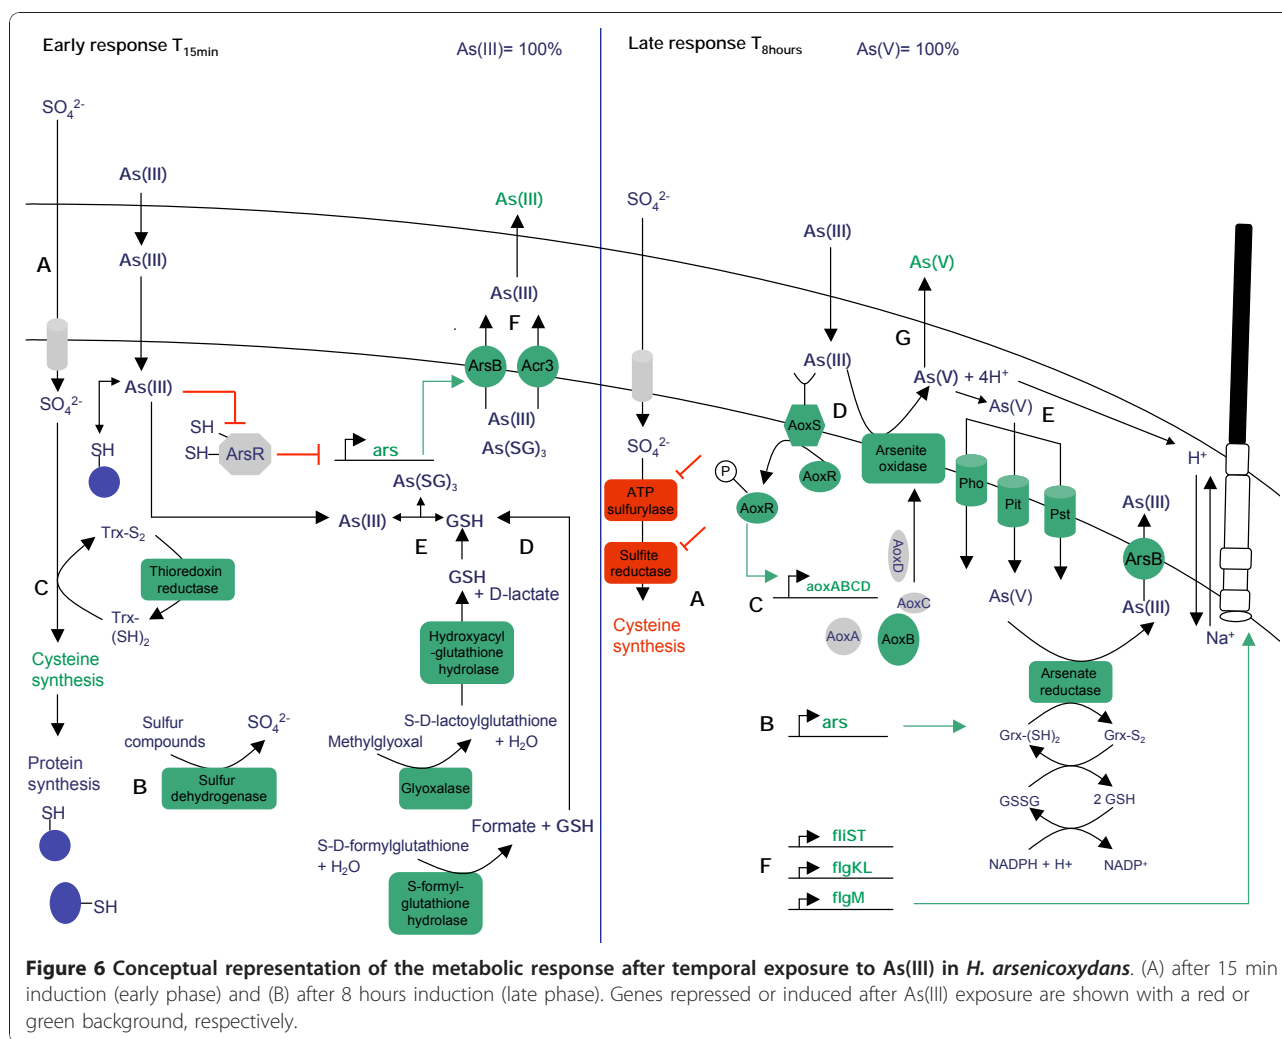 Early response T15min
As(III)= 100%
SO₄²⁻
As(III)
As(III)
As(III)
A
As(III)
F
ArsB
Acr3
As(III)
SO₄²⁻
SH
SH
SH
ArsR
ars
As(III)
As(SG)₃
As(SG)₃
As(III)
GSH
E
D
Trx-S₂
Thioredoxin
reductase
C
Trx-
(SH)₂
GSH
+ D-lactate
Hydroxyacyl
-glutathione
hydrolase
Cysteine
synthesis
Sulfur
compounds
SO₄²⁻
S-D-lactoylglutathione
+ H₂O
Methylglyoxal
Protein
synthesis
B
Sulfur
dehydrogenase
Glyoxalase
SH
Formate + GSH
S-D-formylglutathione
+ H₂O
S-formyl-
glutathione
hydrolase
SH
Late response T8hours
As(V)= 100%
SO₄²⁻
As(III)
As(V)
G
As(III)
As(V) + 4H⁺
As(V)
E
D
AoxS
Arsenite
oxidase
H⁺
SO₄²⁻
P
AoxR
AoxR
Pho
Pit
Pst
As(III)
ATP
sulfurylase
Sulfite
reductase
AoxD
ArsB
A
C
aoxABCD
AoxC
As(V)
As(III)
Cysteine
synthesis
AoxA
AoxB
Na⁺
Arsenate
reductase
B
ars
Grx-(SH)₂
Grx-S₂
GSSG
2 GSH
NADPH + H+
NADP⁺
F
fliST
flgKL
flgM
Figure 6 Conceptual representation of the metabolic response after temporal exposure to As(III) in H. arsenicoxydans. (A) after 15 min
induction (early phase) and (B) after 8 hours induction (late phase). Genes repressed or induced after As(III) exposure are shown with a red or
green background, respectively.